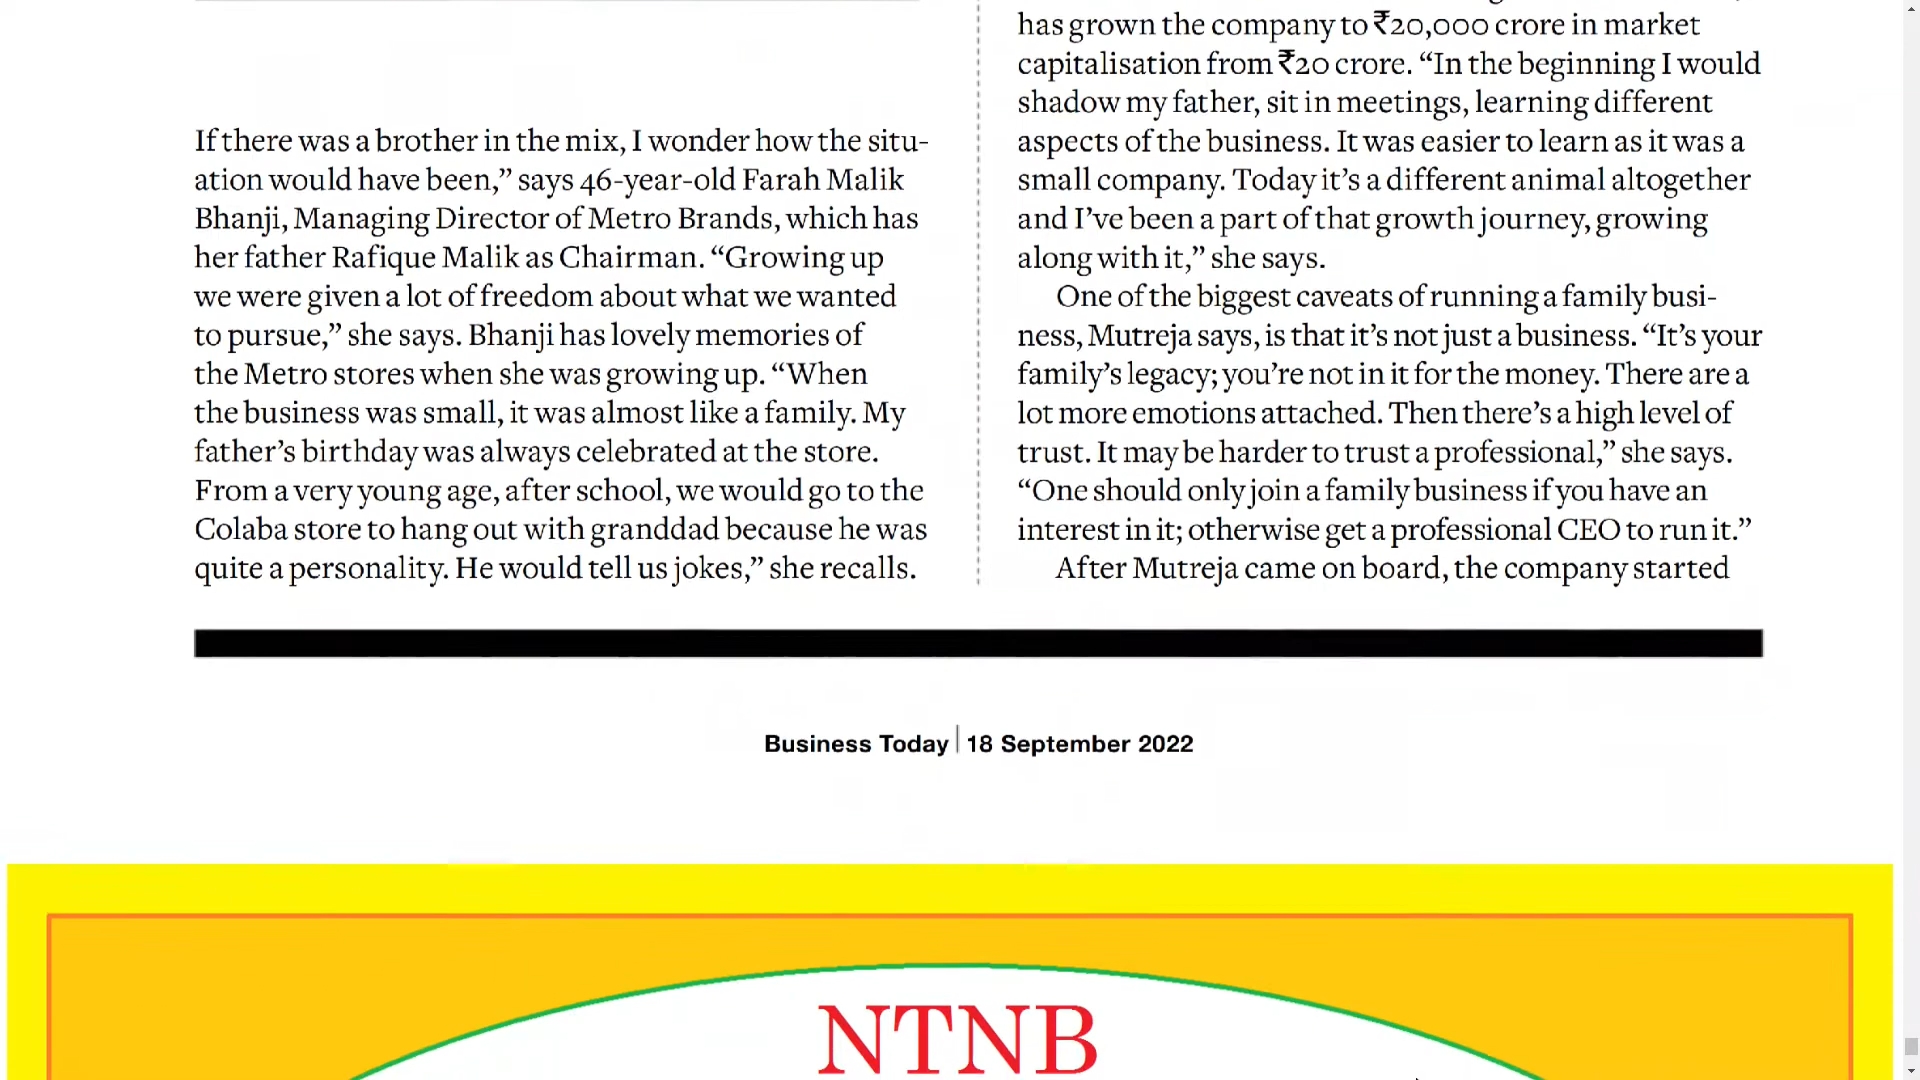 If there was a brother in the mix, I wonder how the situ-
ation would have been,” says 46-year-old Farah Malik
Bhanji, Managing Director of Metro Brands, which has
her father Rafique Malik as Chairman. “Growing up
we were given a lot of freedom about what we wanted
to pursue,” she says. Bhanji has lovely memories of
the Metro stores when she was growing up. “When
the business was small, it was almost like a family. My
father’s birthday was always celebrated at the store.
From a very young age, after school, we would go to the
Colaba store to hang out with granddad because he was
quite a personality. He would tell us jokes,” she recalls.
has grown the company to ₹20,000 crore in market
capitalisation from ₹20 crore. “In the beginning I would
shadow my father, sit in meetings, learning different
aspects of the business. It was easier to learn as it was a
small company. Today it’s a different animal altogether
and I’ve been a part of that growth journey, growing
along with it,” she says.
One of the biggest caveats of running a family busi-
ness, Mutreja says, is that it’s not just a business. “It’s your
family’s legacy; you’re not in it for the money. There are a
lot more emotions attached. Then there’s a high level of
trust. It may be harder to trust a professional,” she says.
“One should only join a family business if you have an
interest in it; otherwise get a professional CEO to run it.”
After Mutreja came on board, the company started
Business Today | 18 September 2022
NTNB